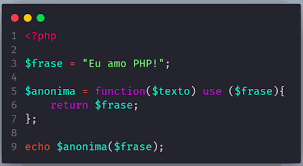 1 <?php
2
3 $frase = "Eu amo PHP!";
4
5 $anonima = function($texto) use ($frase){
6     return $frase;
7 };
8
9 echo $anonima($frase);